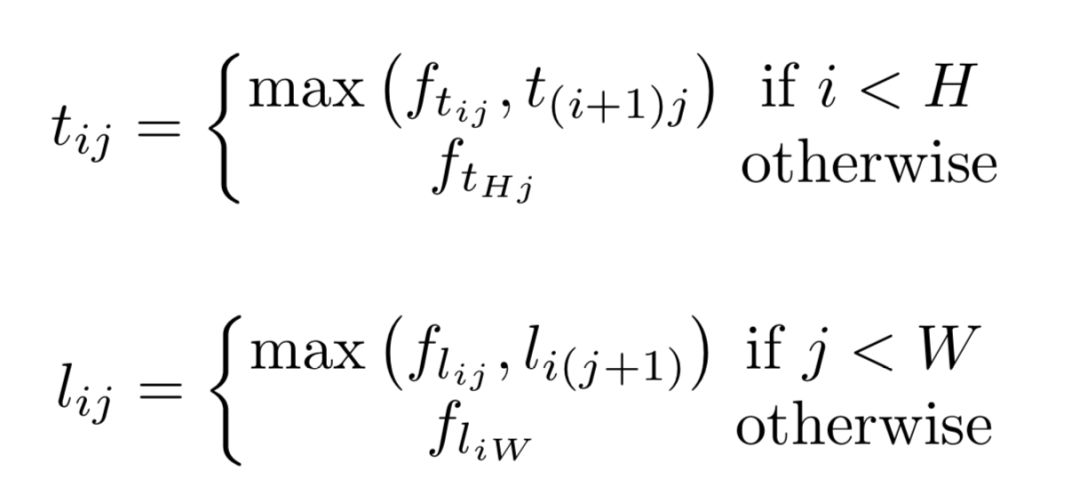 t_{ij} = \begin{cases} \max\left(f_{t_{ij}}, t_{(i+1)j}\right) & \text{if } i < H \\ f_{t_{Hj}} & \text{otherwise} \end{cases}
l_{ij} = \begin{cases} \max\left(f_{l_{ij}}, l_{i(j+1)}\right) & \text{if } j < W \\ f_{l_{iW}} & \text{otherwise} \end{cases}